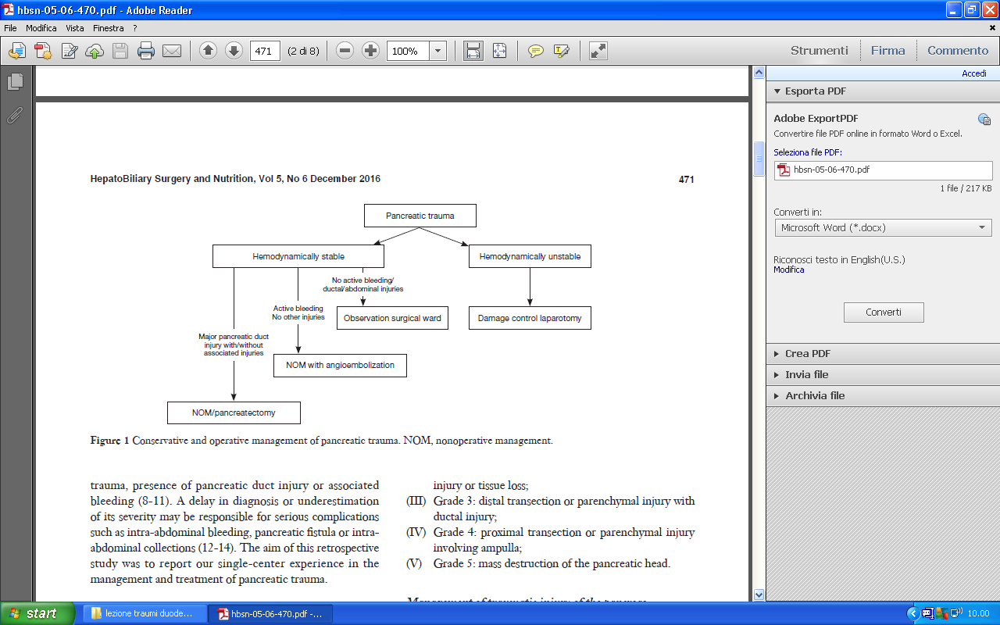 hbsn-05-06-470.pdf - Adobe Reader
File Modifica Vista Finestra ?
471 (2 di 8) 100% Strumenti Firma Commento
Accedi
Esporta PDF
Adobe ExportPDF
Convertire file PDF online in formato Word o Excel.
Seleziona file PDF:
hbsn-05-06-470.pdf
1 file / 217 KB
Converti in:
Microsoft Word (*.docx)
Riconosci testo in English(U.S.)
Modifica
Converti
Crea PDF
Invia file
Archivia file
HepatoBiliary Surgery and Nutrition, Vol 5, No 6 December 2016 471
Pancreatic trauma
Hemodynamically stable
Hemodynamically unstable
No active bleeding/
ductal/abdominal injuries
Active bleeding
No other injuries
Observation surgical ward
Damage control laparotomy
Major pancreatic duct
injury with/without
associated injuries
NOM with angioembolization
NOM/pancreatectomy
Figure 1 Conservative and operative management of pancreatic trauma. NOM, nonoperative management.
trauma, presence of pancreatic duct injury or associated
bleeding (8-11). A delay in diagnosis or underestimation
of its severity may be responsible for serious complications
such as intra-abdominal bleeding, pancreatic fistula or intra-
abdominal collections (12-14). The aim of this retrospective
study was to report our single-center experience in the
management and treatment of pancreatic trauma.
injury or tissue loss;
(III) Grade 3: distal transection or parenchymal injury with
ductal injury;
(IV) Grade 4: proximal transection or parenchymal injury
involving ampulla;
(V) Grade 5: mass destruction of the pancreatic head.
Management of traumatic injury of the pancreas
start
lezione traumi duode...
hbsn-05-06-470.pdf -...
10.00